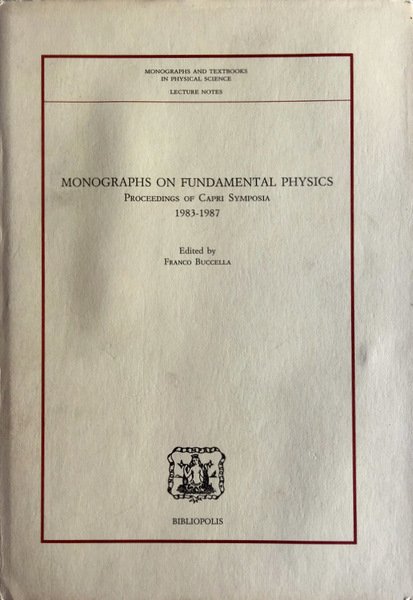 MONOGRAPHS AND TEXTBOOKS
IN PHYSICAL SCIENCE
LECTURE NOTES
MONOGRAPHS ON FUNDAMENTAL PHYSICS
PROCEEDINGS OF CAPRI SYMPOSIA
1983-1987
Edited by
FRANCO BUCCELLA
BIBLIOPOLIS